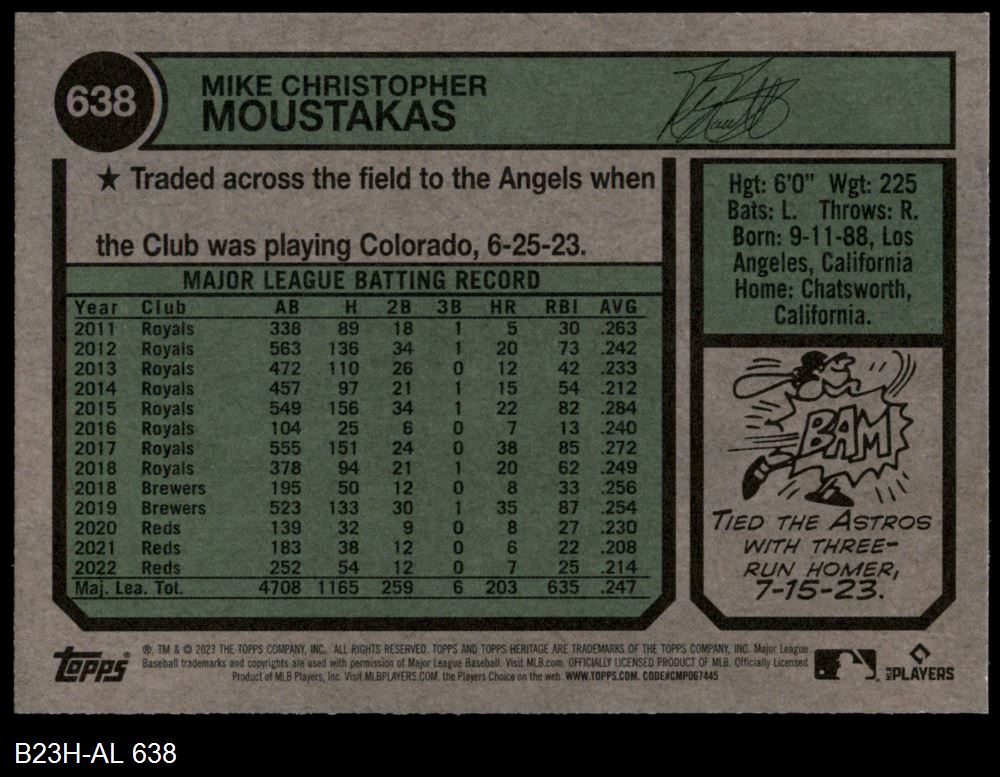 638
MIKE CHRISTOPHER
MOUSTAKAS
★ Traded across the field to the Angels when
the Club was playing Colorado, 6-25-23.
MAJOR LEAGUE BATTING RECORD
Year Club AB H 2B 3B HR RBI AVG
2011 Royals 338 89 18 1 5 30 .263
2012 Royals 563 136 34 1 20 73 .242
2013 Royals 472 110 26 0 12 42 .233
2014 Royals 457 97 21 1 15 54 .212
2015 Royals 549 156 34 1 22 82 .284
2016 Royals 104 25 6 0 7 13 .240
2017 Royals 555 151 24 0 38 85 .272
2018 Royals 378 94 21 1 20 62 .249
2018 Brewers 195 50 12 0 8 33 .256
2019 Brewers 523 133 30 1 35 87 .254
2020 Reds 139 32 9 0 8 27 .230
2021 Reds 183 38 12 0 6 22 .208
2022 Reds 252 54 12 0 7 25 .214
Maj. Lea. Tot. 4708 1165 259 6 203 635 .247
Hgt: 6'0" Wgt: 225
Bats: L. Throws: R.
Born: 9-11-88, Los
Angeles, California
Home: Chatsworth,
California.
BAM
TIED THE ASTROS
WITH THREE-
RUN HOMER,
7-15-23.
Topps
®, TM & © 2023 THE TOPPS COMPANY, INC. ALL RIGHTS RESERVED. TOPPS AND TOPPS HERITAGE ARE TRADEMARKS OF THE TOPPS COMPANY, INC. Major League
Baseball trademarks and copyrights are used with permission of Major League Baseball. Visit MLB.com. OFFICIALLY LICENSED PRODUCT OF MLB. Officially Licensed
Product of MLB Players, Inc. Visit MLBPLAYERS.COM, the Players Choice on the web. WWW.TOPPS.COM. CODE#CMP067445
MLB PLAYERS
B23H-AL 638